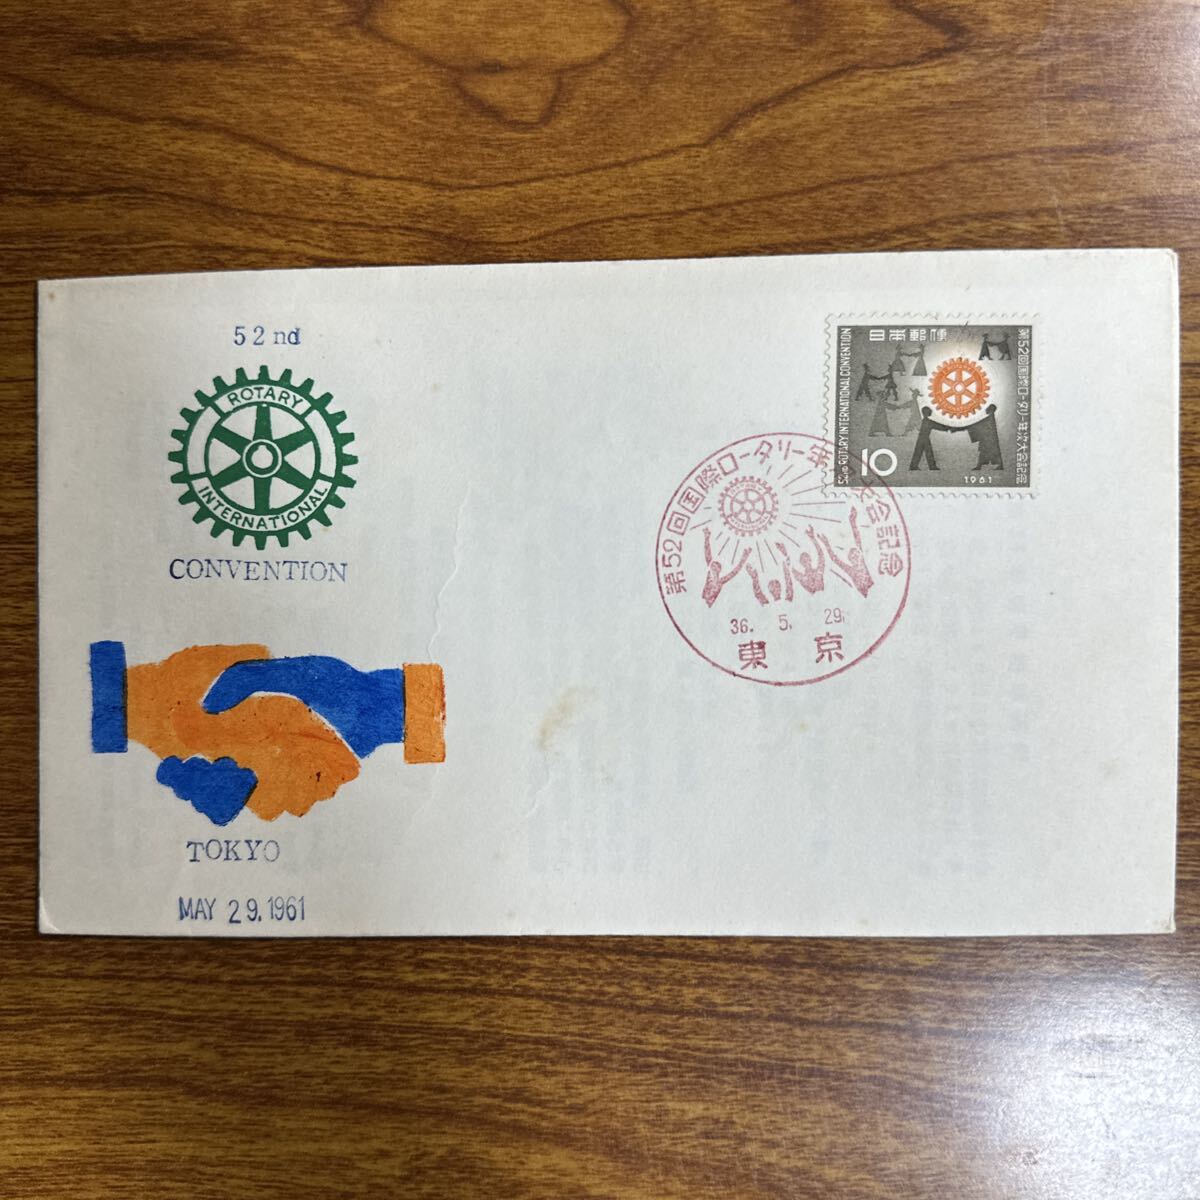 52nd
ROTARY
INTERNATIONAL
CONVENTION
TOKYO
MAY 29.1961
日本郵便
52ND ROTARY INTERNATIONAL CONVENTION
第52回国際ロータリー年次大会記念
10
1961
第52回国際ロータリー年次大会記念
36. 5. 29.
東京